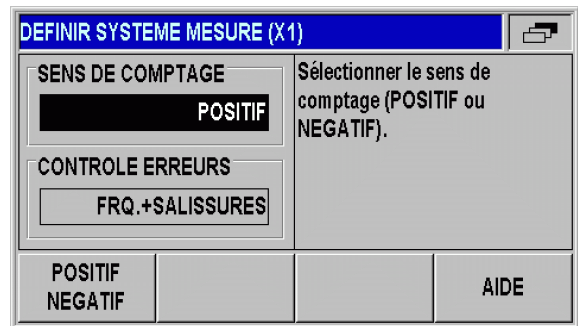 DEFINIR SYSTEME MESURE (X1)
SENS DE COMPTAGE
POSITIF
CONTROLE ERREURS
FRQ.+SALISSURES
Sélectionner le sens de
comptage (POSITIF ou
NEGATIF).
POSITIF
NEGATIF
AIDE